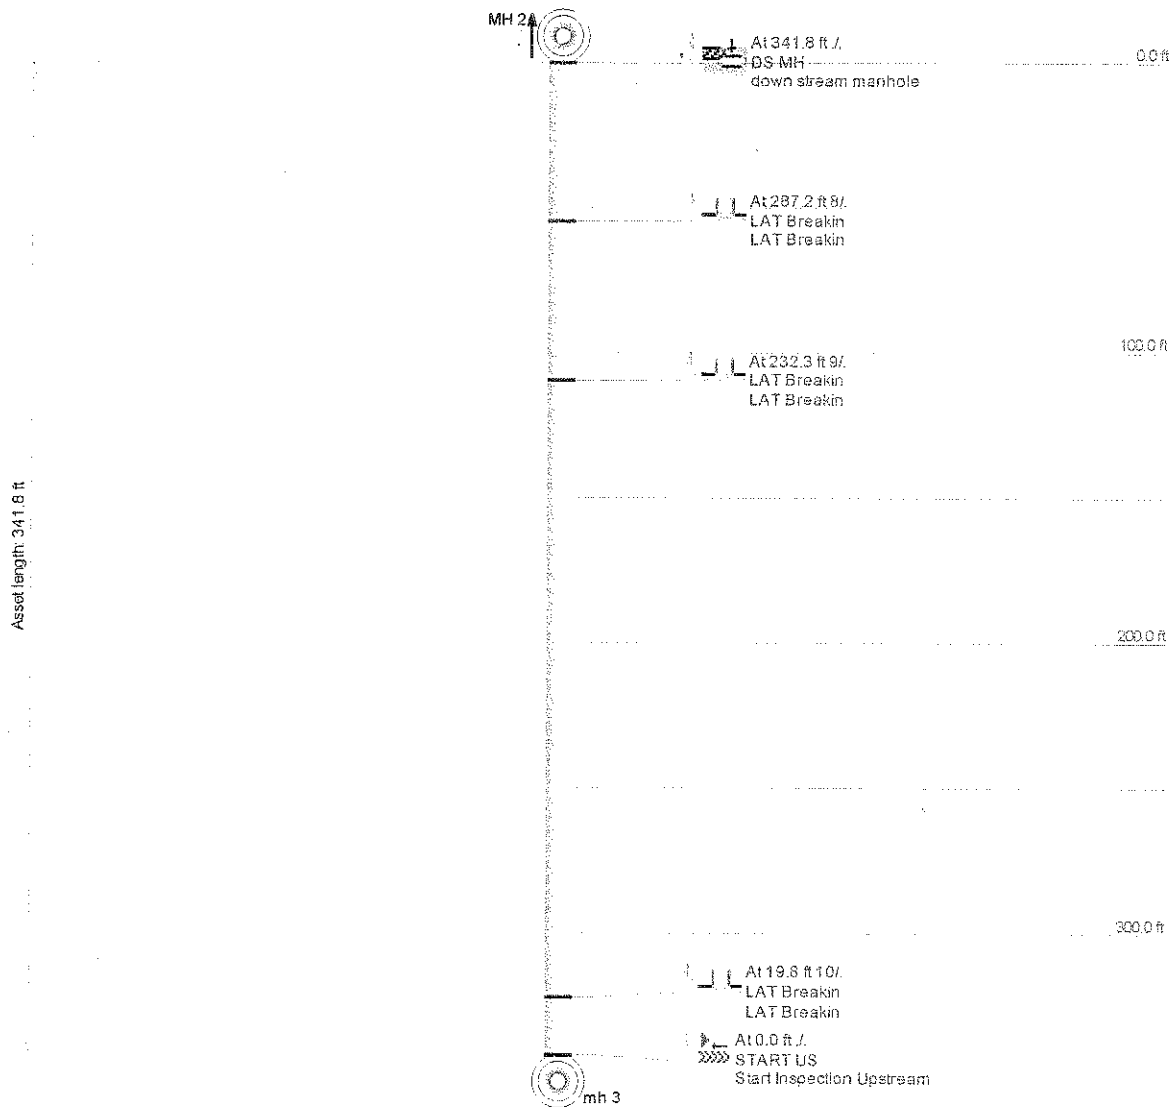 MH 2
At 341.8 ft /.
DS MH
down stream manhole
0.0 ft
At 287.2 ft 8/.
LAT Breakin
LAT Breakin
100.0 ft
At 232.3 ft 9/.
LAT Breakin
LAT Breakin
Asset length: 341.8 ft
200.0 ft
300.0 ft
At 19.8 ft 10/.
LAT Breakin
LAT Breakin
At 0.0 ft /.
START US
Start Inspection Upstream
mh 3